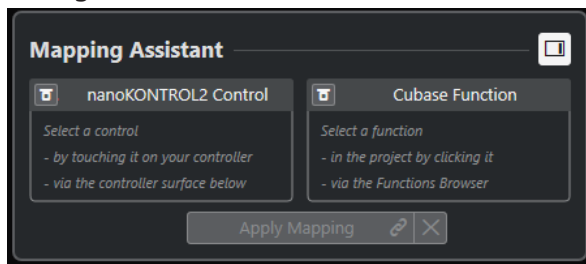 Mapping Assistant
nanoKONTROL2 Control
Select a control
- by touching it on your controller
- via the controller surface below
Cubase Function
Select a function
- in the project by clicking it
- via the Functions Browser
Apply Mapping